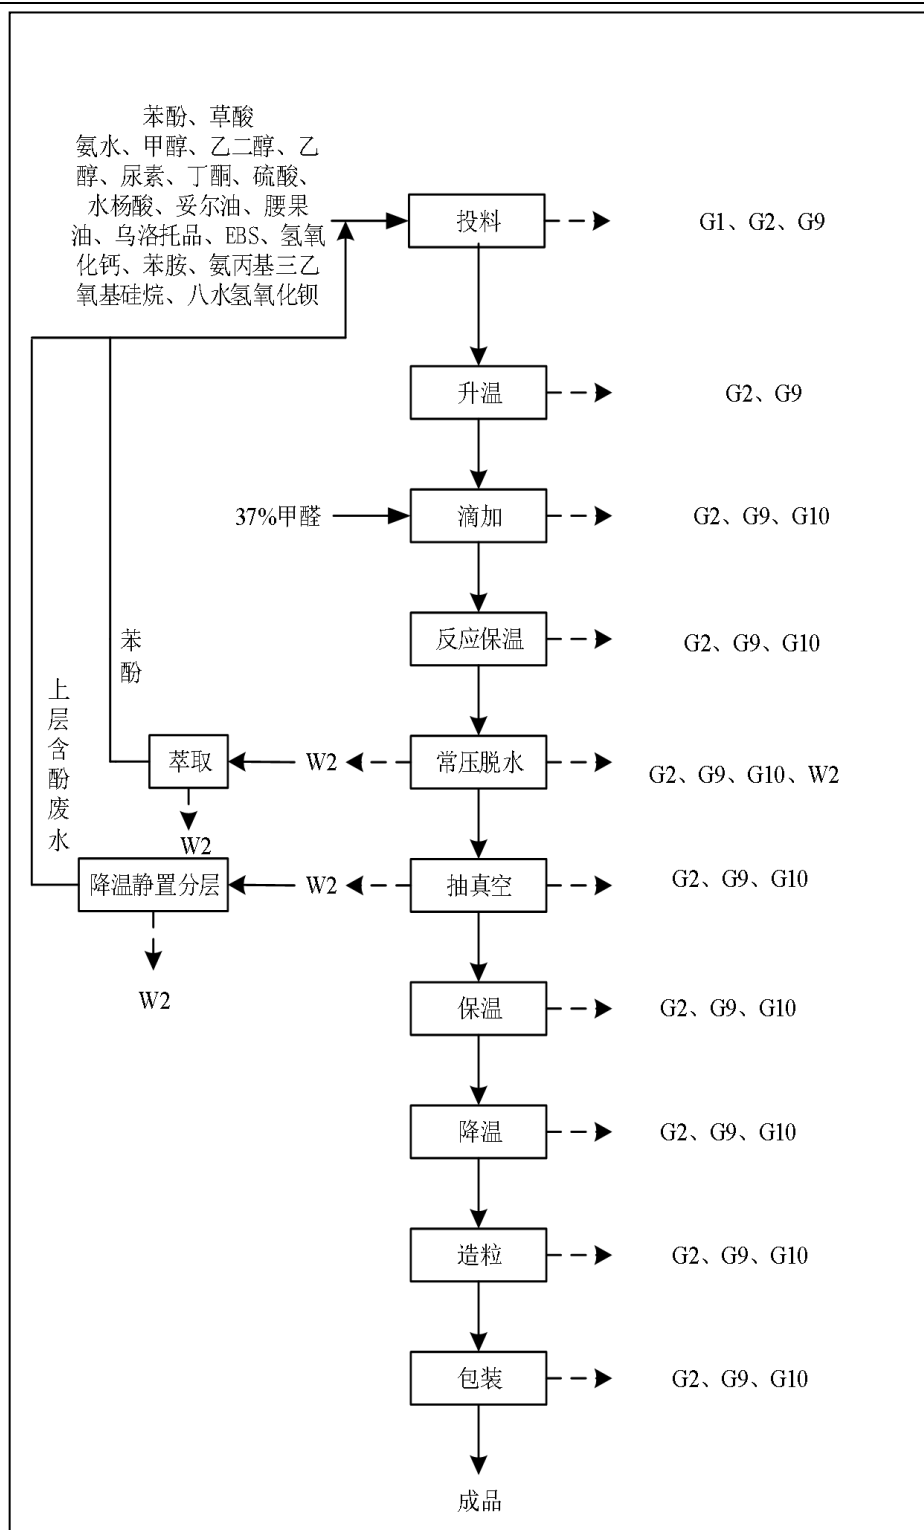 苯酚、草酸
氨水、甲醇、乙二醇、乙
醇、尿素、丁酮、硫酸、
水杨酸、妥尔油、腰果
油、乌洛托品、EBS、氢氧
化钙、苯胺、氨丙基三乙
氧基硅烷、八水氢氧化钡
投料
G1、G2、G9
升温
G2、G9
37%甲醛
滴加
G2、G9、G10
反应保温
G2、G9、G10
苯酚
上层含酚废水
萃取
W2
常压脱水
G2、G9、G10、W2
W2
降温静置分层
W2
抽真空
G2、G9、G10
W2
保温
G2、G9、G10
降温
G2、G9、G10
造粒
G2、G9、G10
包装
G2、G9、G10
成品